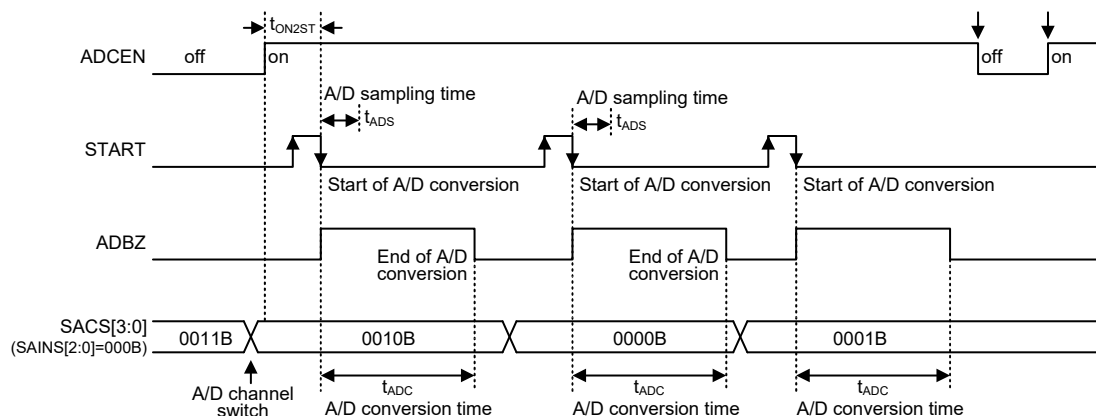 tON2ST
ADCEN
off
on
off
on
A/D sampling time
tADS
A/D sampling time
tADS
START
Start of A/D conversion
Start of A/D conversion
Start of A/D conversion
ADBZ
End of A/D
conversion
End of A/D
conversion
SACS[3:0]
(SAINS[2:0]=000B)
0011B
0010B
0000B
0001B
A/D channel
switch
tADC
A/D conversion time
tADC
A/D conversion time
tADC
A/D conversion time